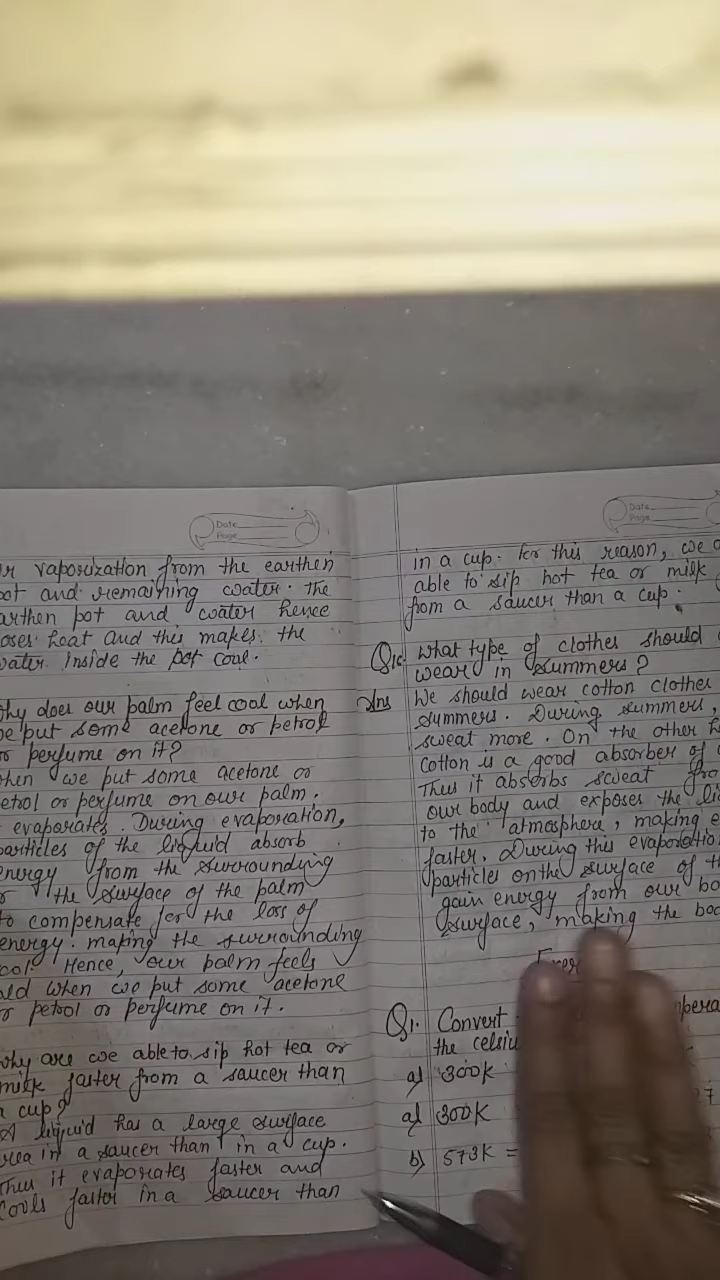 Date
Page
vaporization from the earthen
and remaining water. the
earthen pot and water hence
loses heat and this makes the
water inside the pot cool.
Why does our palm feel cool when
we put some acetone or petrol
or perfume on it?
when we put some acetone or
petrol or perfume on our palm.
evaporates. During evaporation,
particles of the liquid absorb
energy from the surrounding
or the surface of the palm
to compensate for the loss of
energy. making the surrounding
cool. Hence, our palm feels
cold when we put some acetone
or petrol or perfume on it.
why are we able to sip hot tea or
milk faster from a saucer than
a cup?
A liquid has a large surface
area in a saucer than in a cup.
Thus it evaporates faster and
cools faster in a saucer than
Date
Page
in a cup. for this reason, we
able to sip hot tea or milk
from a saucer than a cup.
What type of clothes should
wear in summers?
Ans We should wear cotton clothes
summers. During summers,
sweat more. On the other
cotton is a good absorber of
Thus it absorbs sweat
our body and exposes the
to the atmosphere, making
faster. During this evaporation
particle on the surface of
gain energy from our
surface, making the
Q1. Convert
the
a) 300K
a) 300K
b) 573K =